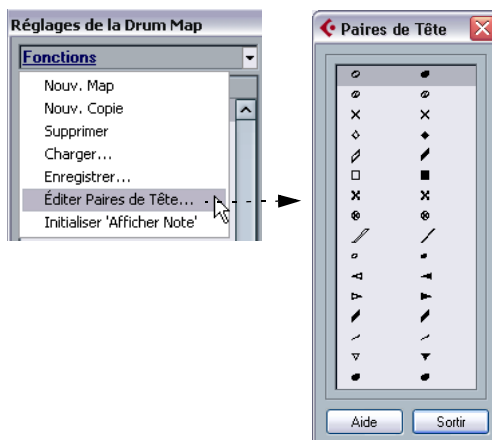 Réglages de la Drum Map
Fonctions
Nouv. Map
Nouv. Copie
Supprimer
Charger...
Enregistrer...
Éditer Paires de Tête...
Initialiser 'Afficher Note'
Paires de Tête
Aide
Sortir